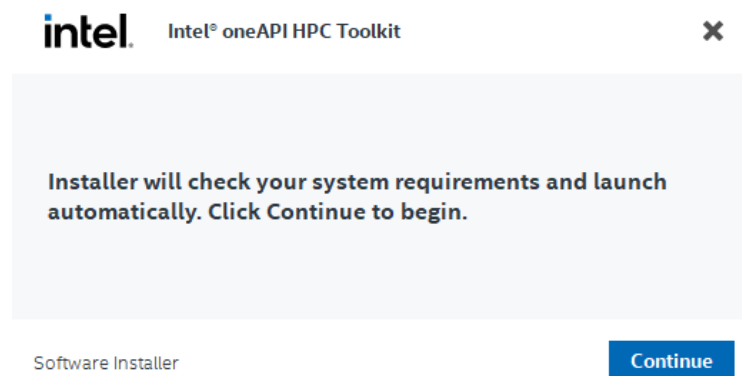 intel. Intel® oneAPI HPC Toolkit
Installer will check your system requirements and launch
automatically. Click Continue to begin.
Software Installer
Continue